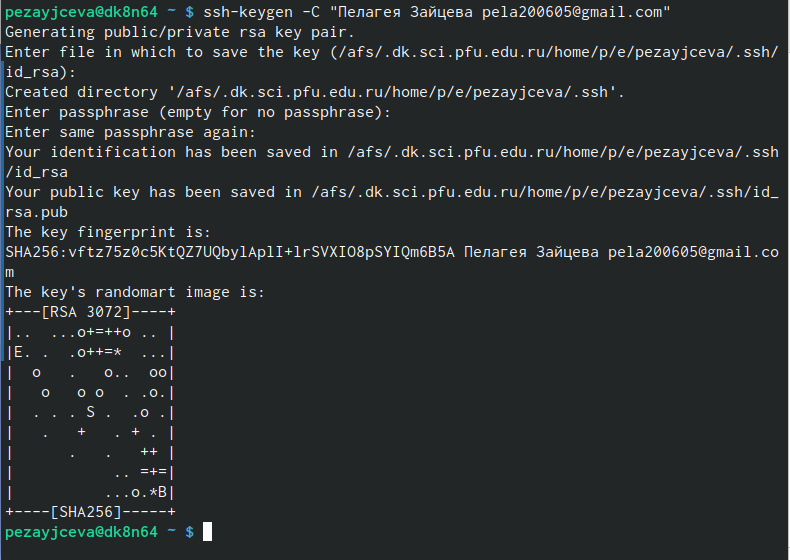 pezayjceva@dk8n64 ~ $ ssh-keygen -C "Пелагея Зайцева pela200605@gmail.com"
Generating public/private rsa key pair.
Enter file in which to save the key (/afs/.dk.sci.pfu.edu.ru/home/p/e/pezayjceva/.ssh/
id_rsa):
Created directory '/afs/.dk.sci.pfu.edu.ru/home/p/e/pezayjceva/.ssh'.
Enter passphrase (empty for no passphrase):
Enter same passphrase again:
Your identification has been saved in /afs/.dk.sci.pfu.edu.ru/home/p/e/pezayjceva/.ssh
/id_rsa
Your public key has been saved in /afs/.dk.sci.pfu.edu.ru/home/p/e/pezayjceva/.ssh/id_
rsa.pub
The key fingerprint is:
SHA256:vftz75z0c5KtQZ7UQbylAplI+lrSVXIO8pSYIQm6B5A Пелагея Зайцева pela200605@gmail.co
m
The key's randomart image is:
+---[RSA 3072]----+
|..  ...o+=++o .. |
|E. .  .o++=*  ...|
|  o   .   o..  oo|
|   o   o o  . .o.|
|  . . . S .  .o .|
|   .   +   . + . |
|      .   .   ++ |
|           .. =+=|
|          ...o.*B|
+----[SHA256]-----+
pezayjceva@dk8n64 ~ $